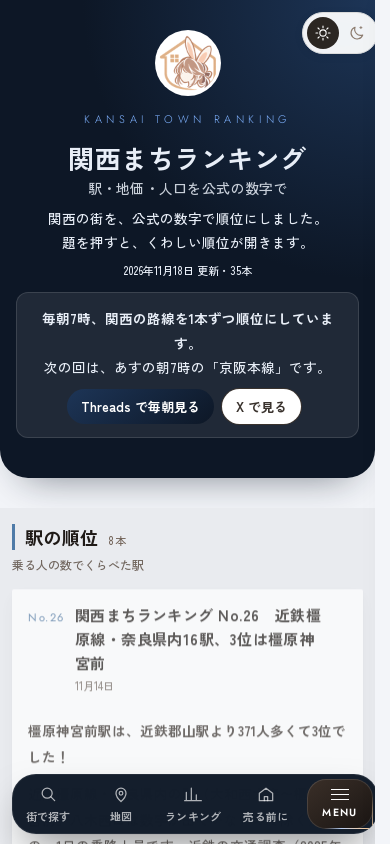 KANSAI TOWN RANKING
関西まちランキング
駅・地価・人口を公式の数字で
関西の街を、公式の数字で順位にしました。
題を押すと、くわしい順位が開きます。
2026年11月18日 更新・35本
毎朝7時、関西の路線を1本ずつ順位にしていま
す。
次の回は、あすの朝7時の「京阪本線」です。
Threads で毎朝見る
X で見る
駅の順位 8本
乗る人の数でくらべた駅
No.26
関西まちランキング No.26 近鉄橿
原線・奈良県内16駅、3位は橿原神
宮前
11月14日
橿原神宮前駅は、近鉄郡山駅より371人多くて3位で
した！
街で探す
地図
ランキング
売る前に
MENU